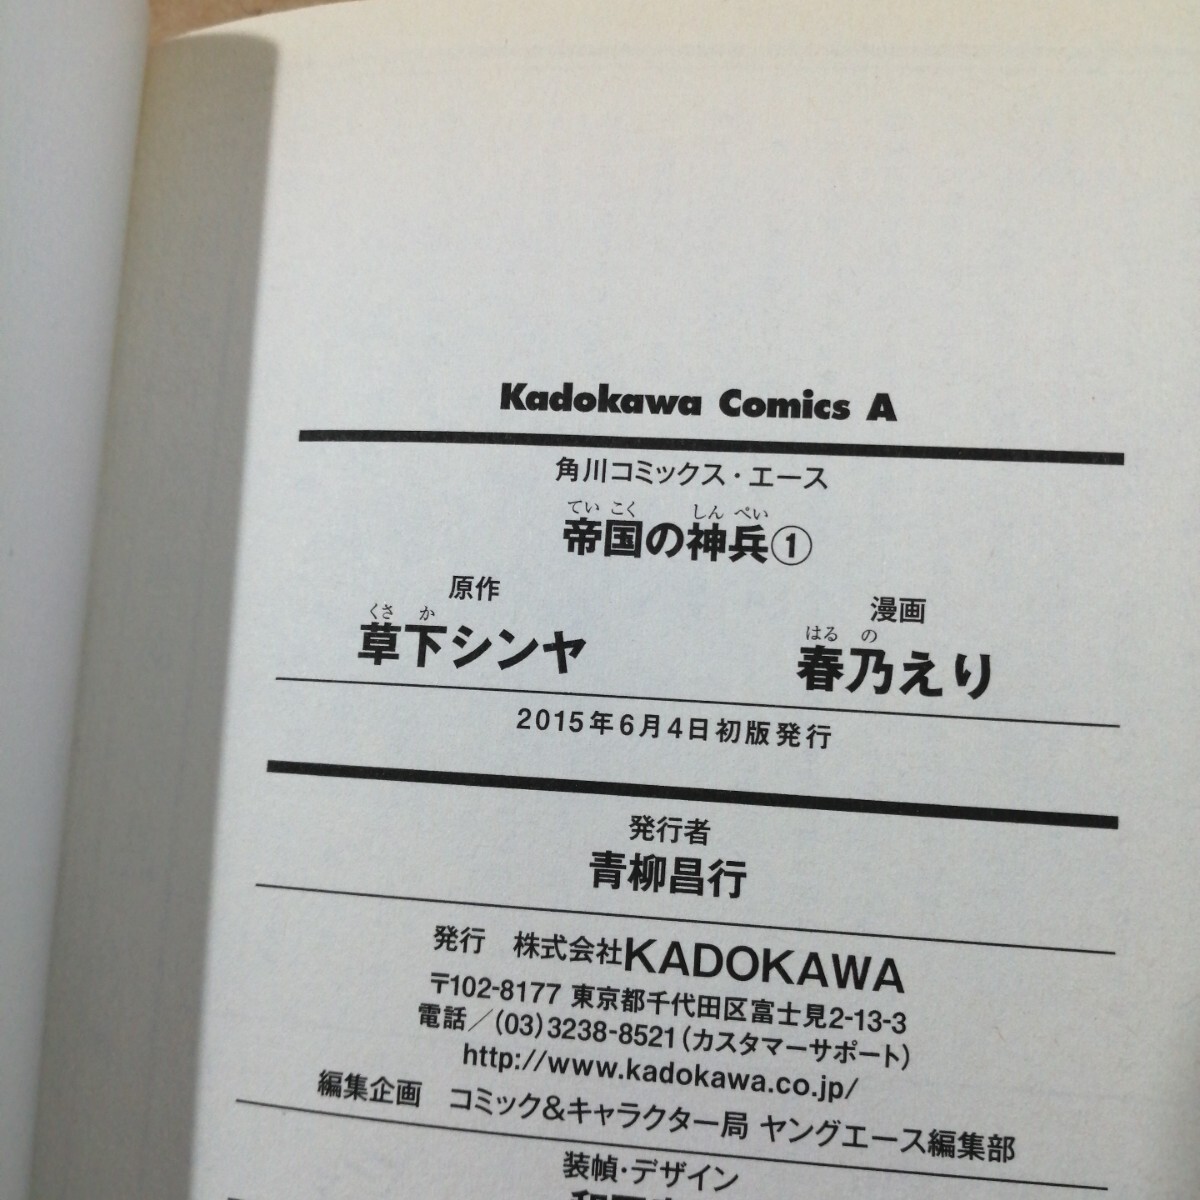 Kadokawa Comics A
角川コミックス・エース
てい こく しん ぺい
帝国の神兵①
原作 漫画
くさ か はる の
草下シンヤ 春乃えり
2015年6月4日初版発行
発行者
青柳昌行
発行 株式会社KADOKAWA
〒102-8177 東京都千代田区富士見2-13-3
電話／(03)3238-8521(カスタマーサポート)
http://www.kadokawa.co.jp/
編集企画 コミック&キャラクター局 ヤングエース編集部
装幀・デザイン